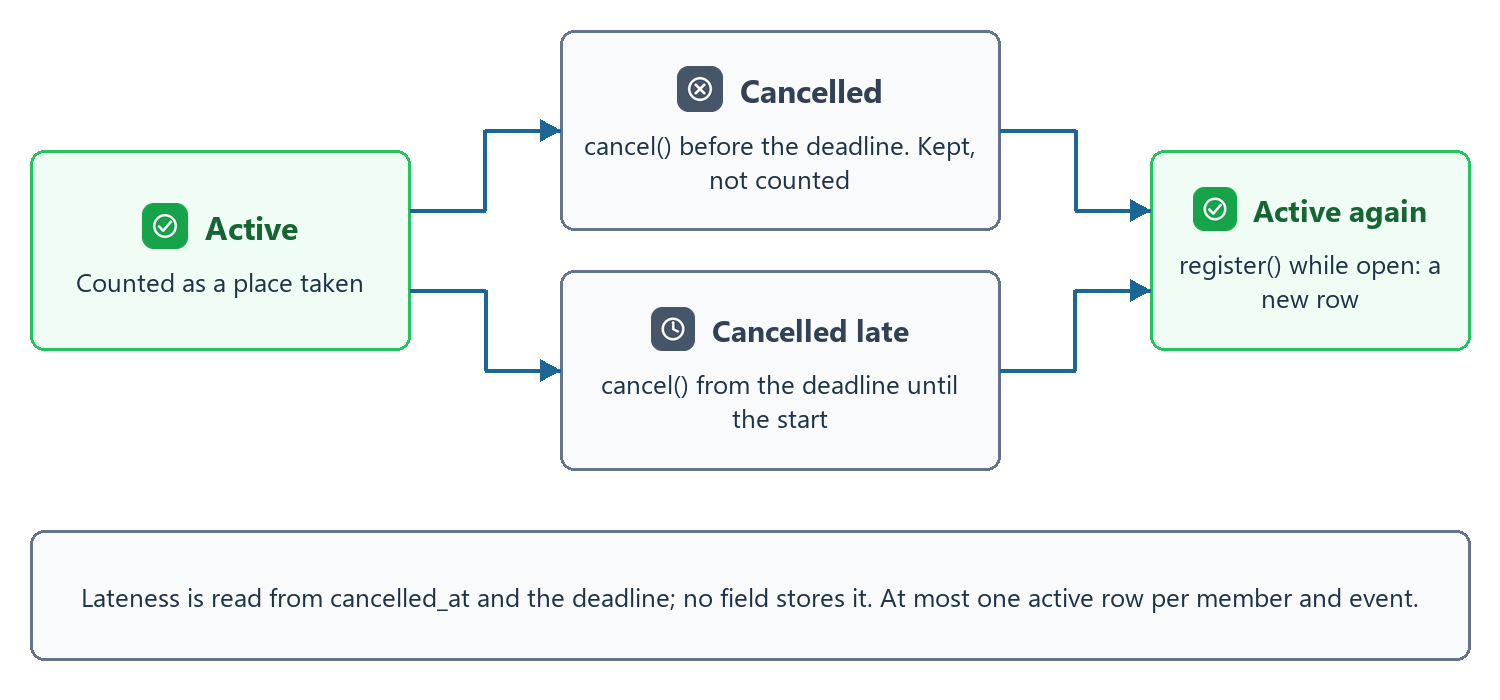 Active
Counted as a place taken
Cancelled
cancel() before the deadline. Kept,
not counted
Cancelled late
cancel() from the deadline until
the start
Active again
register() while open: a
new row
Lateness is read from cancelled_at and the deadline; no field stores it. At most one active row per member and event.